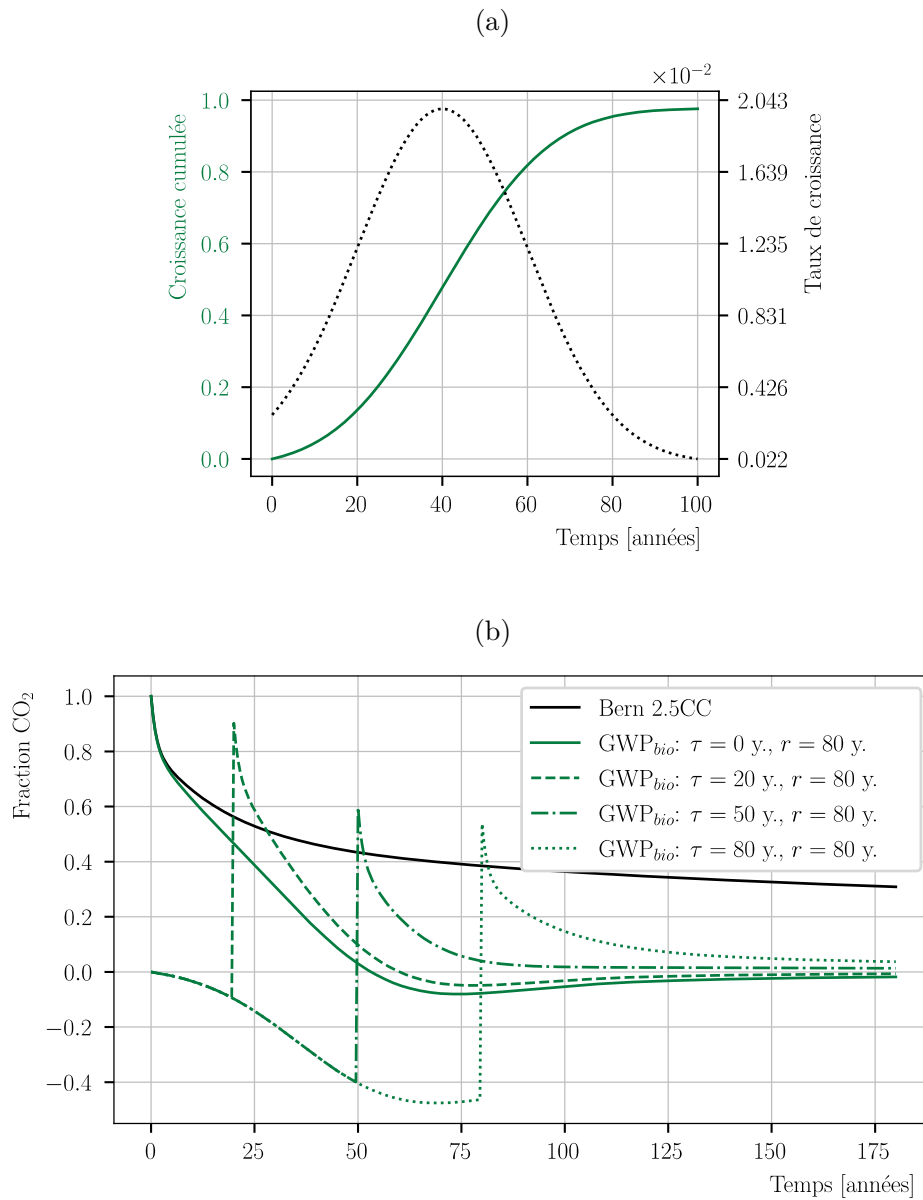 (a)
×10⁻²
1.0 2.043
0.8 1.639
0.6 1.235
0.4 0.831
0.2 0.426
0.0 0.022
Croissance cumulée
Taux de croissance
0 20 40 60 80 100
Temps [années]
(b)
Fraction CO₂
1.0
0.8
0.6
0.4
0.2
0.0
−0.2
−0.4
Bern 2.5CC
GWP_bio: τ = 0 y., r = 80 y.
GWP_bio: τ = 20 y., r = 80 y.
GWP_bio: τ = 50 y., r = 80 y.
GWP_bio: τ = 80 y., r = 80 y.
0 25 50 75 100 125 150 175
Temps [années]